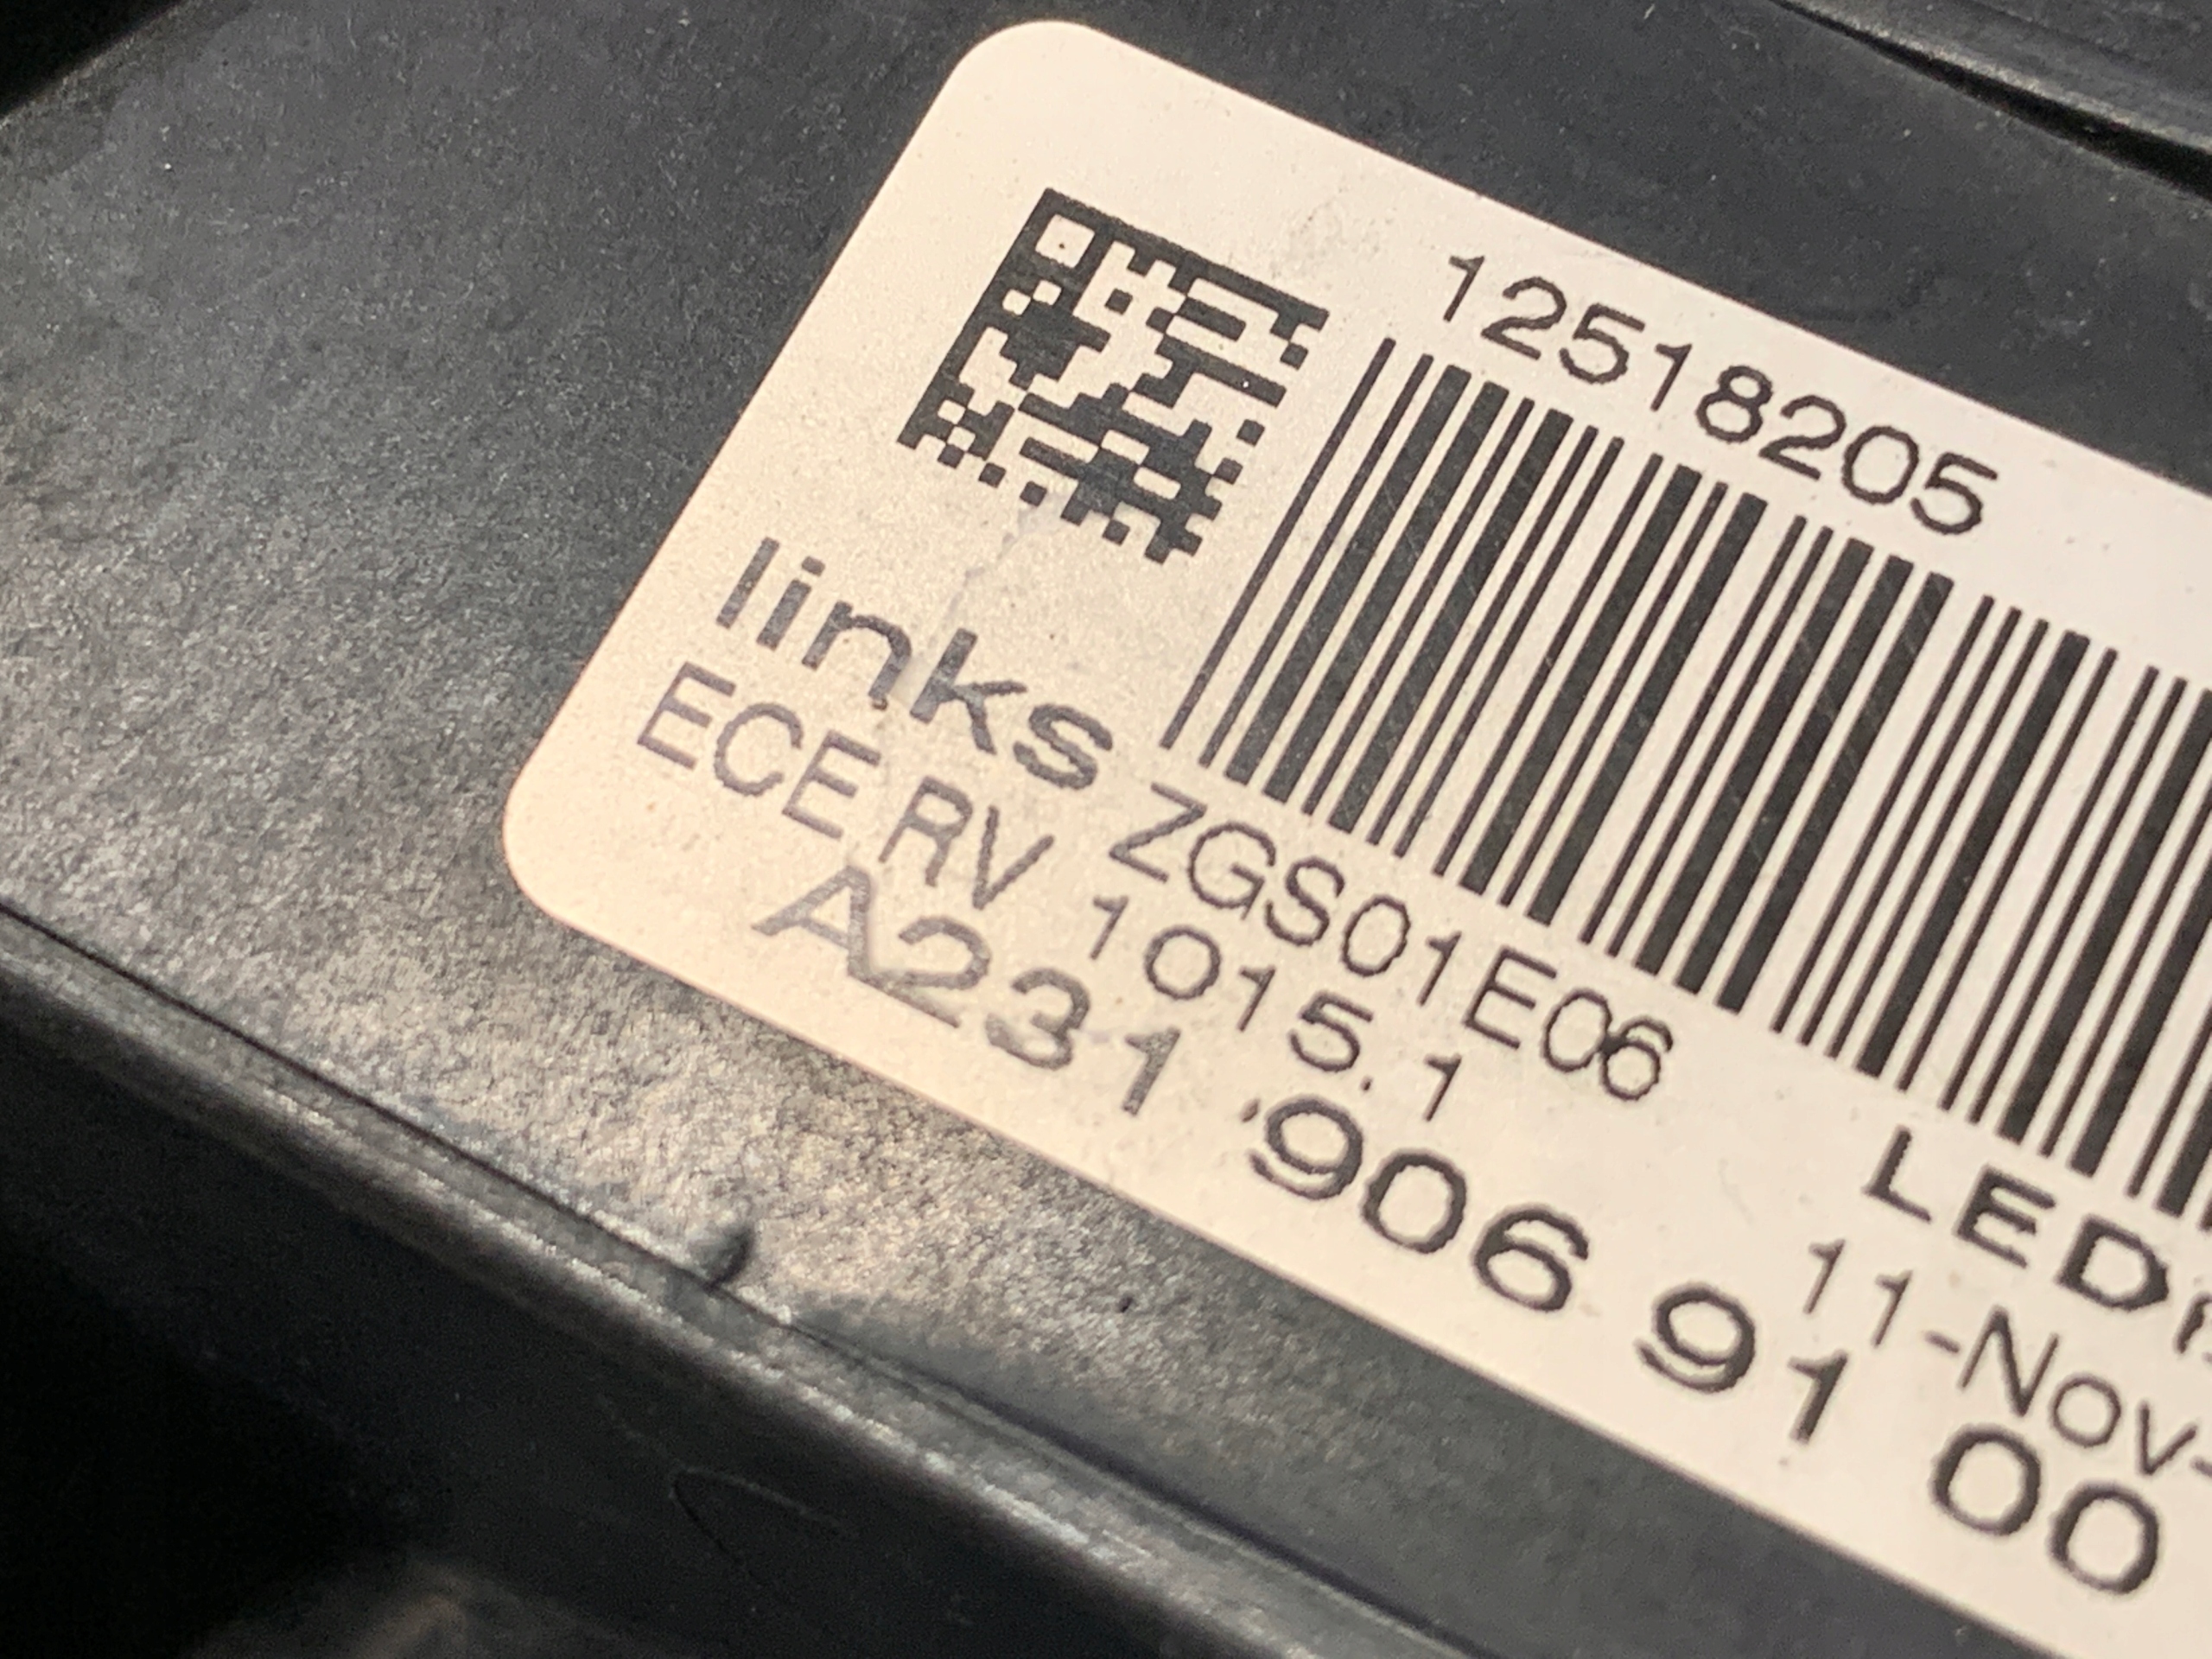 12518205
links ZGS01E06 LED
ECE RV 1015.1 11-Nov-
A231 906 91 00